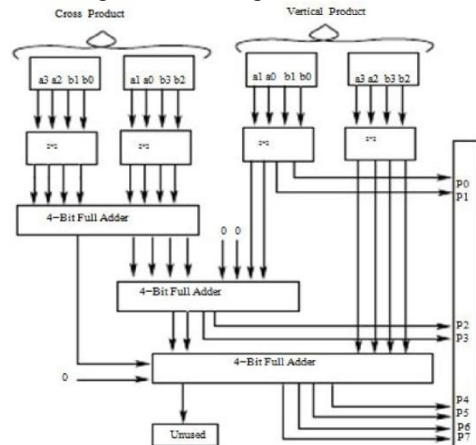 Cross Product
Vertical Product
a3 a2 b1 b0
a1 a0 b3 b2
a1 a0 b1 b0
a3 a2 b3 b2
4-Bit Full Adder
0 0
4-Bit Full Adder
0
4-Bit Full Adder
Unused
P0
P1
P2
P3
P4
P5
P6
P7